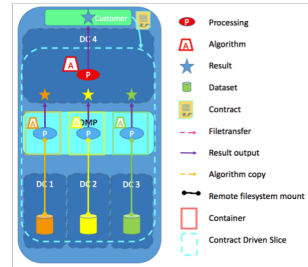 Customer
DC 4
A
P
A
A
A
DMP
P
P
P
DC 1
DC 2
DC 3
P
Processing
A
Algorithm
Result
Dataset
Contract
Filetransfer
Result output
Algorithm copy
Remote filesystem mount
Container
Contract Driven Slice